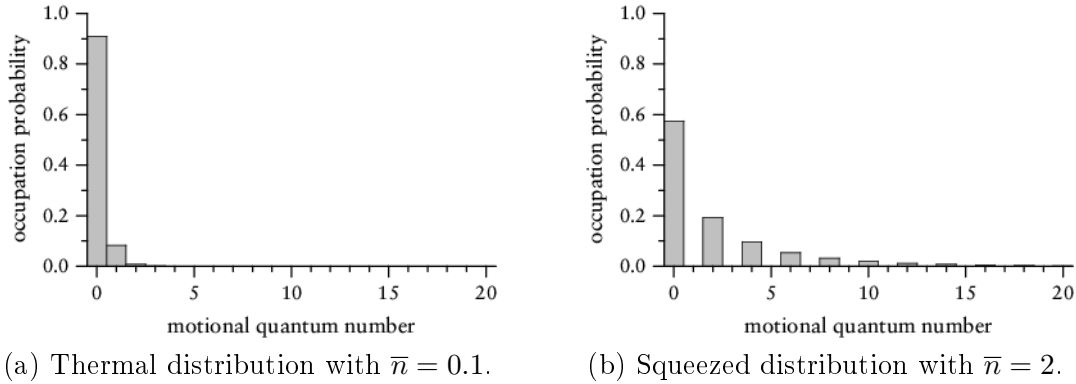 1.0
0.8
0.6
0.4
0.2
0.0
occupation probability
0 5 10 15 20
motional quantum number
(a) Thermal distribution with n̅ = 0.1.
1.0
0.8
0.6
0.4
0.2
0.0
occupation probability
0 5 10 15 20
motional quantum number
(b) Squeezed distribution with n̅ = 2.